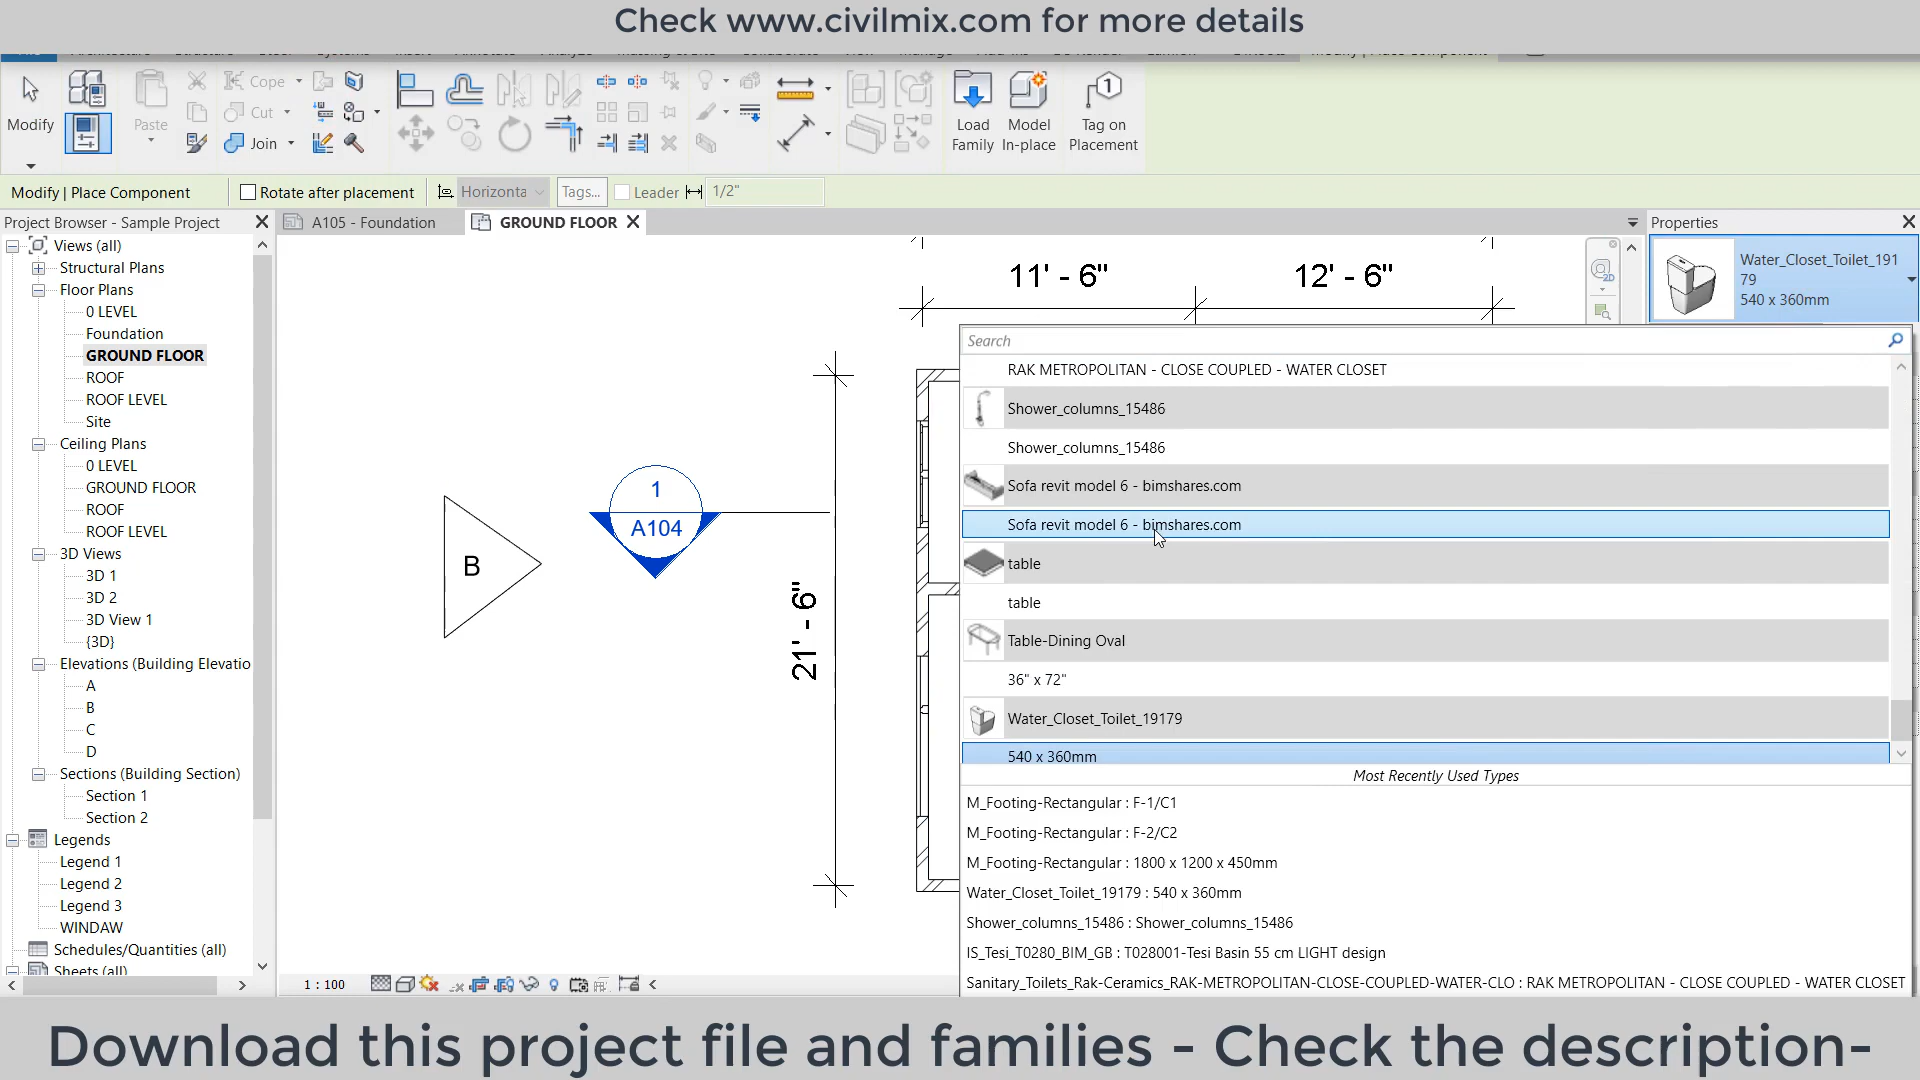 Check www.civilmix.com for more details
Modify
Paste
Cope
Cut
Join
Load
Family
Model
In-place
Tag on
Placement
Modify | Place Component
Rotate after placement
Horizonta
Tags...
Leader
1/2"
Project Browser - Sample Project
A105 - Foundation
GROUND FLOOR
Properties
Views (all)
Structural Plans
Floor Plans
0 LEVEL
Foundation
GROUND FLOOR
ROOF
ROOF LEVEL
Site
Ceiling Plans
0 LEVEL
GROUND FLOOR
ROOF
ROOF LEVEL
3D Views
3D 1
3D 2
3D View 1
{3D}
Elevations (Building Elevatio
A
B
C
D
Sections (Building Section)
Section 1
Section 2
Legends
Legend 1
Legend 2
Legend 3
WINDAW
Schedules/Quantities (all)
Sheets (all)
11' - 6"
12' - 6"
B
1
A104
21' - 6"
1 : 100
2D
Water_Closet_Toilet_191
79
540 x 360mm
Search
RAK METROPOLITAN - CLOSE COUPLED - WATER CLOSET
Shower_columns_15486
Shower_columns_15486
Sofa revit model 6 - bimshares.com
Sofa revit model 6 - bimshares.com
table
table
Table-Dining Oval
36" x 72"
Water_Closet_Toilet_19179
540 x 360mm
Most Recently Used Types
M_Footing-Rectangular : F-1/C1
M_Footing-Rectangular : F-2/C2
M_Footing-Rectangular : 1800 x 1200 x 450mm
Water_Closet_Toilet_19179 : 540 x 360mm
Shower_columns_15486 : Shower_columns_15486
IS_Tesi_T0280_BIM_GB : T028001-Tesi Basin 55 cm LIGHT design
Sanitary_Toilets_Rak-Ceramics_RAK-METROPOLITAN-CLOSE-COUPLED-WATER-CLO : RAK METROPOLITAN - CLOSE COUPLED - WATER CLOSET
Download this project file and families - Check the description-